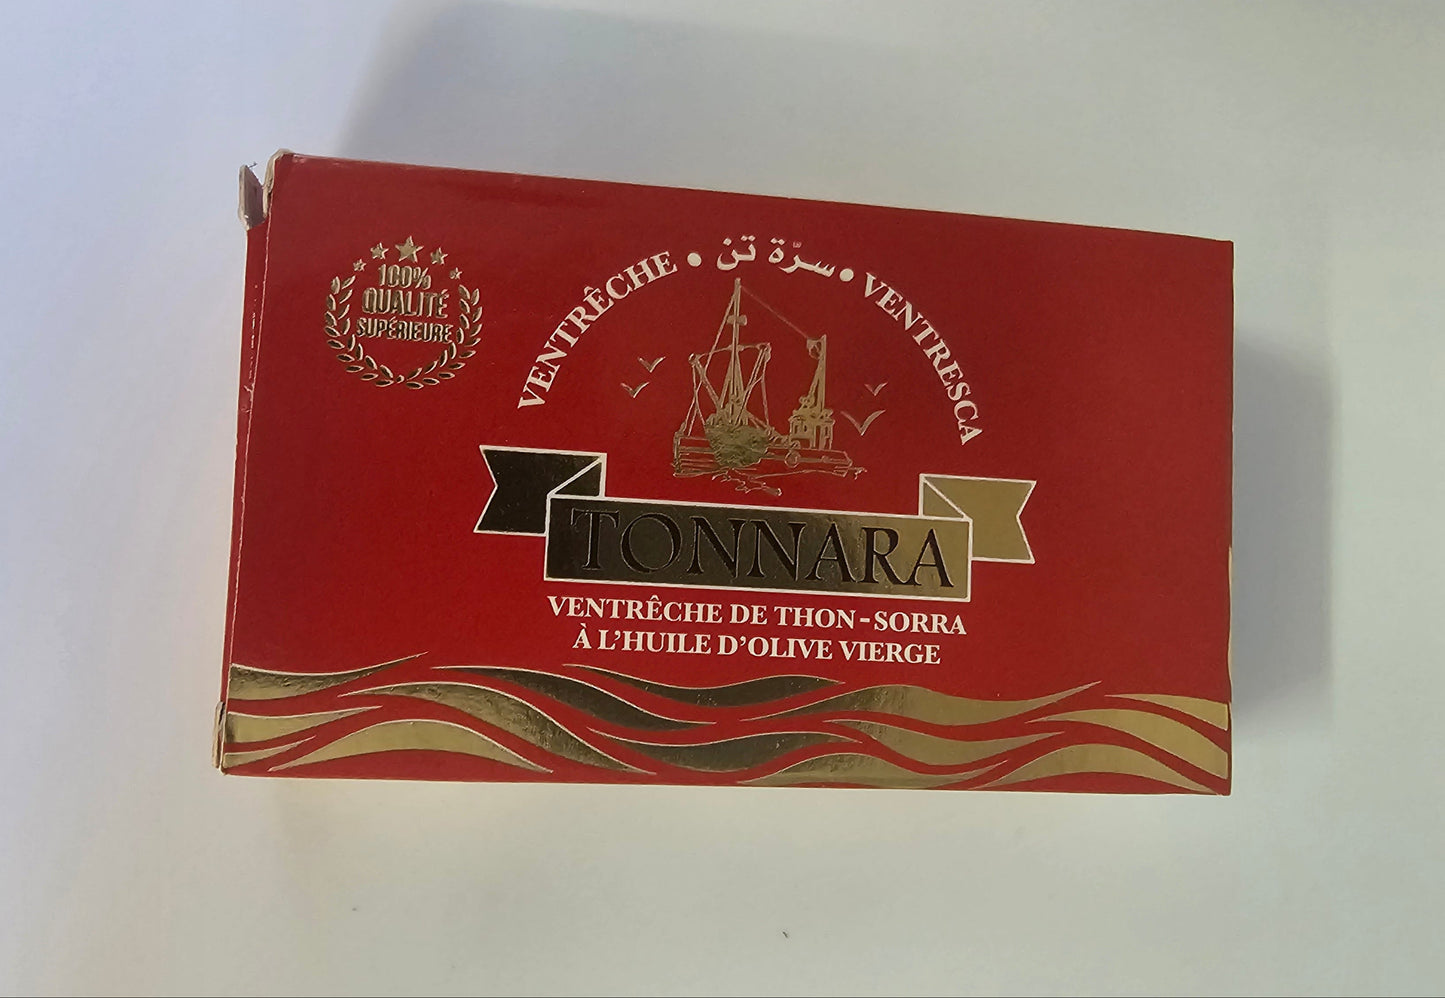 100%
QUALITÉ
SUPÉRIEURE
VENTRÊCHE • سرّة تن • VENTRESCA
TONNARA
VENTRÊCHE DE THON-SORRA
À L'HUILE D'OLIVE VIERGE